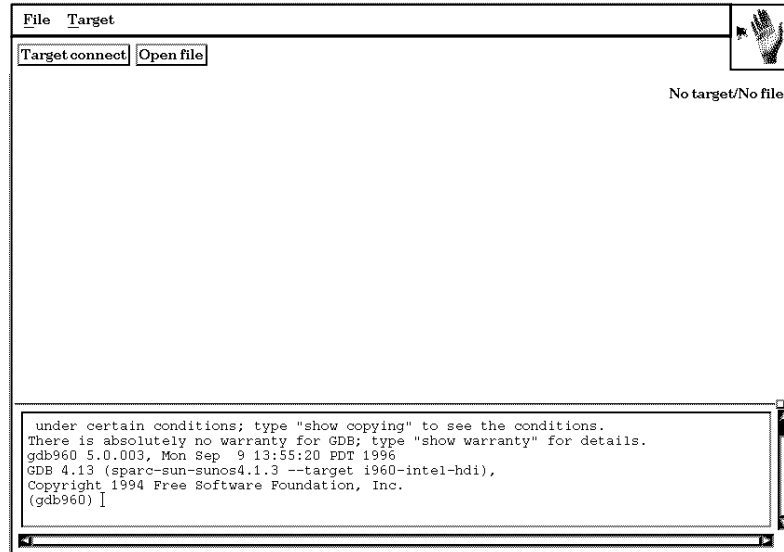 File Target
Target connect Open file
No target/No file
under certain conditions; type "show copying" to see the conditions.
There is absolutely no warranty for GDB; type "show warranty" for details.
gdb960 5.0.003, Mon Sep  9 13:55:20 PDT 1996
GDB 4.13 (sparc-sun-sunos4.1.3 --target i960-intel-hdi),
Copyright 1994 Free Software Foundation, Inc.
(gdb960)